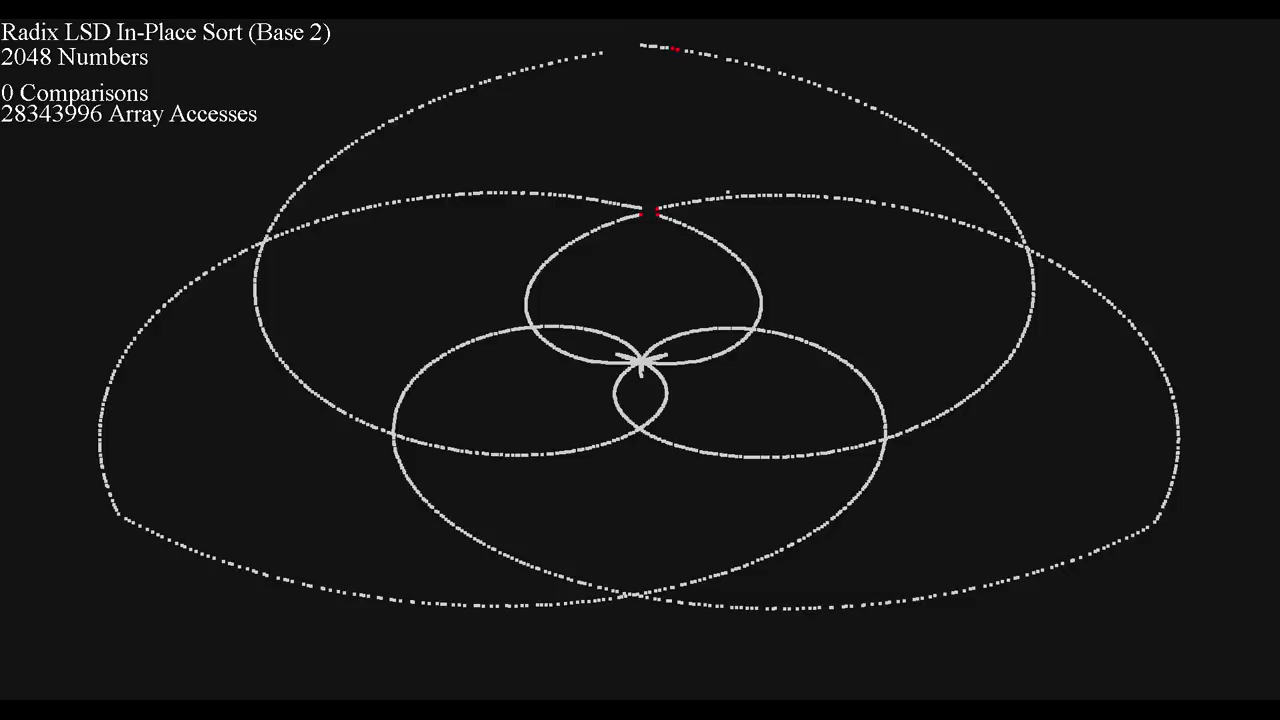 Radix LSD In-Place Sort (Base 2)
2048 Numbers
0 Comparisons
28343996 Array Accesses